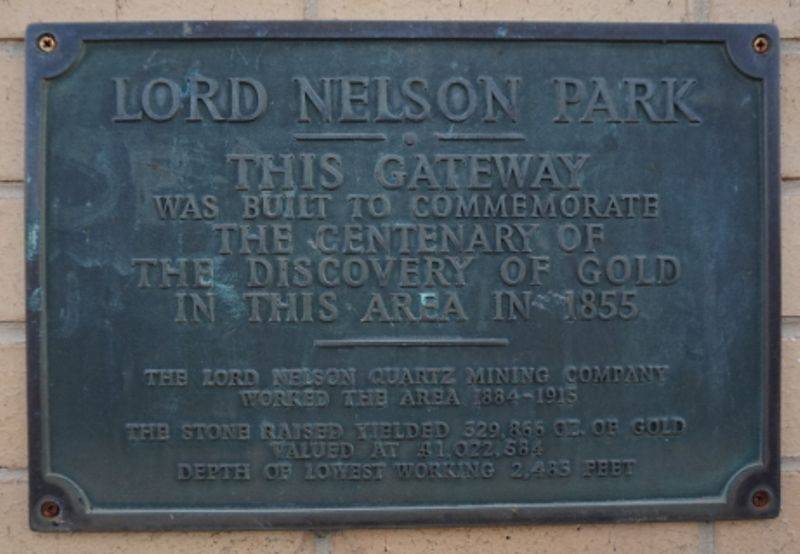 LORD NELSON PARK
THIS GATEWAY
WAS BUILT TO COMMEMORATE
THE CENTENARY OF
THE DISCOVERY OF GOLD
IN THIS AREA IN 1855
THE LORD NELSON QUARTZ MINING COMPANY
WORKED THE AREA 1884-1915
THE STONE RAISED YIELDED 329,866 OZ. OF GOLD
VALUED AT £1,022,584
DEPTH OF LOWEST WORKING 2,483 FEET